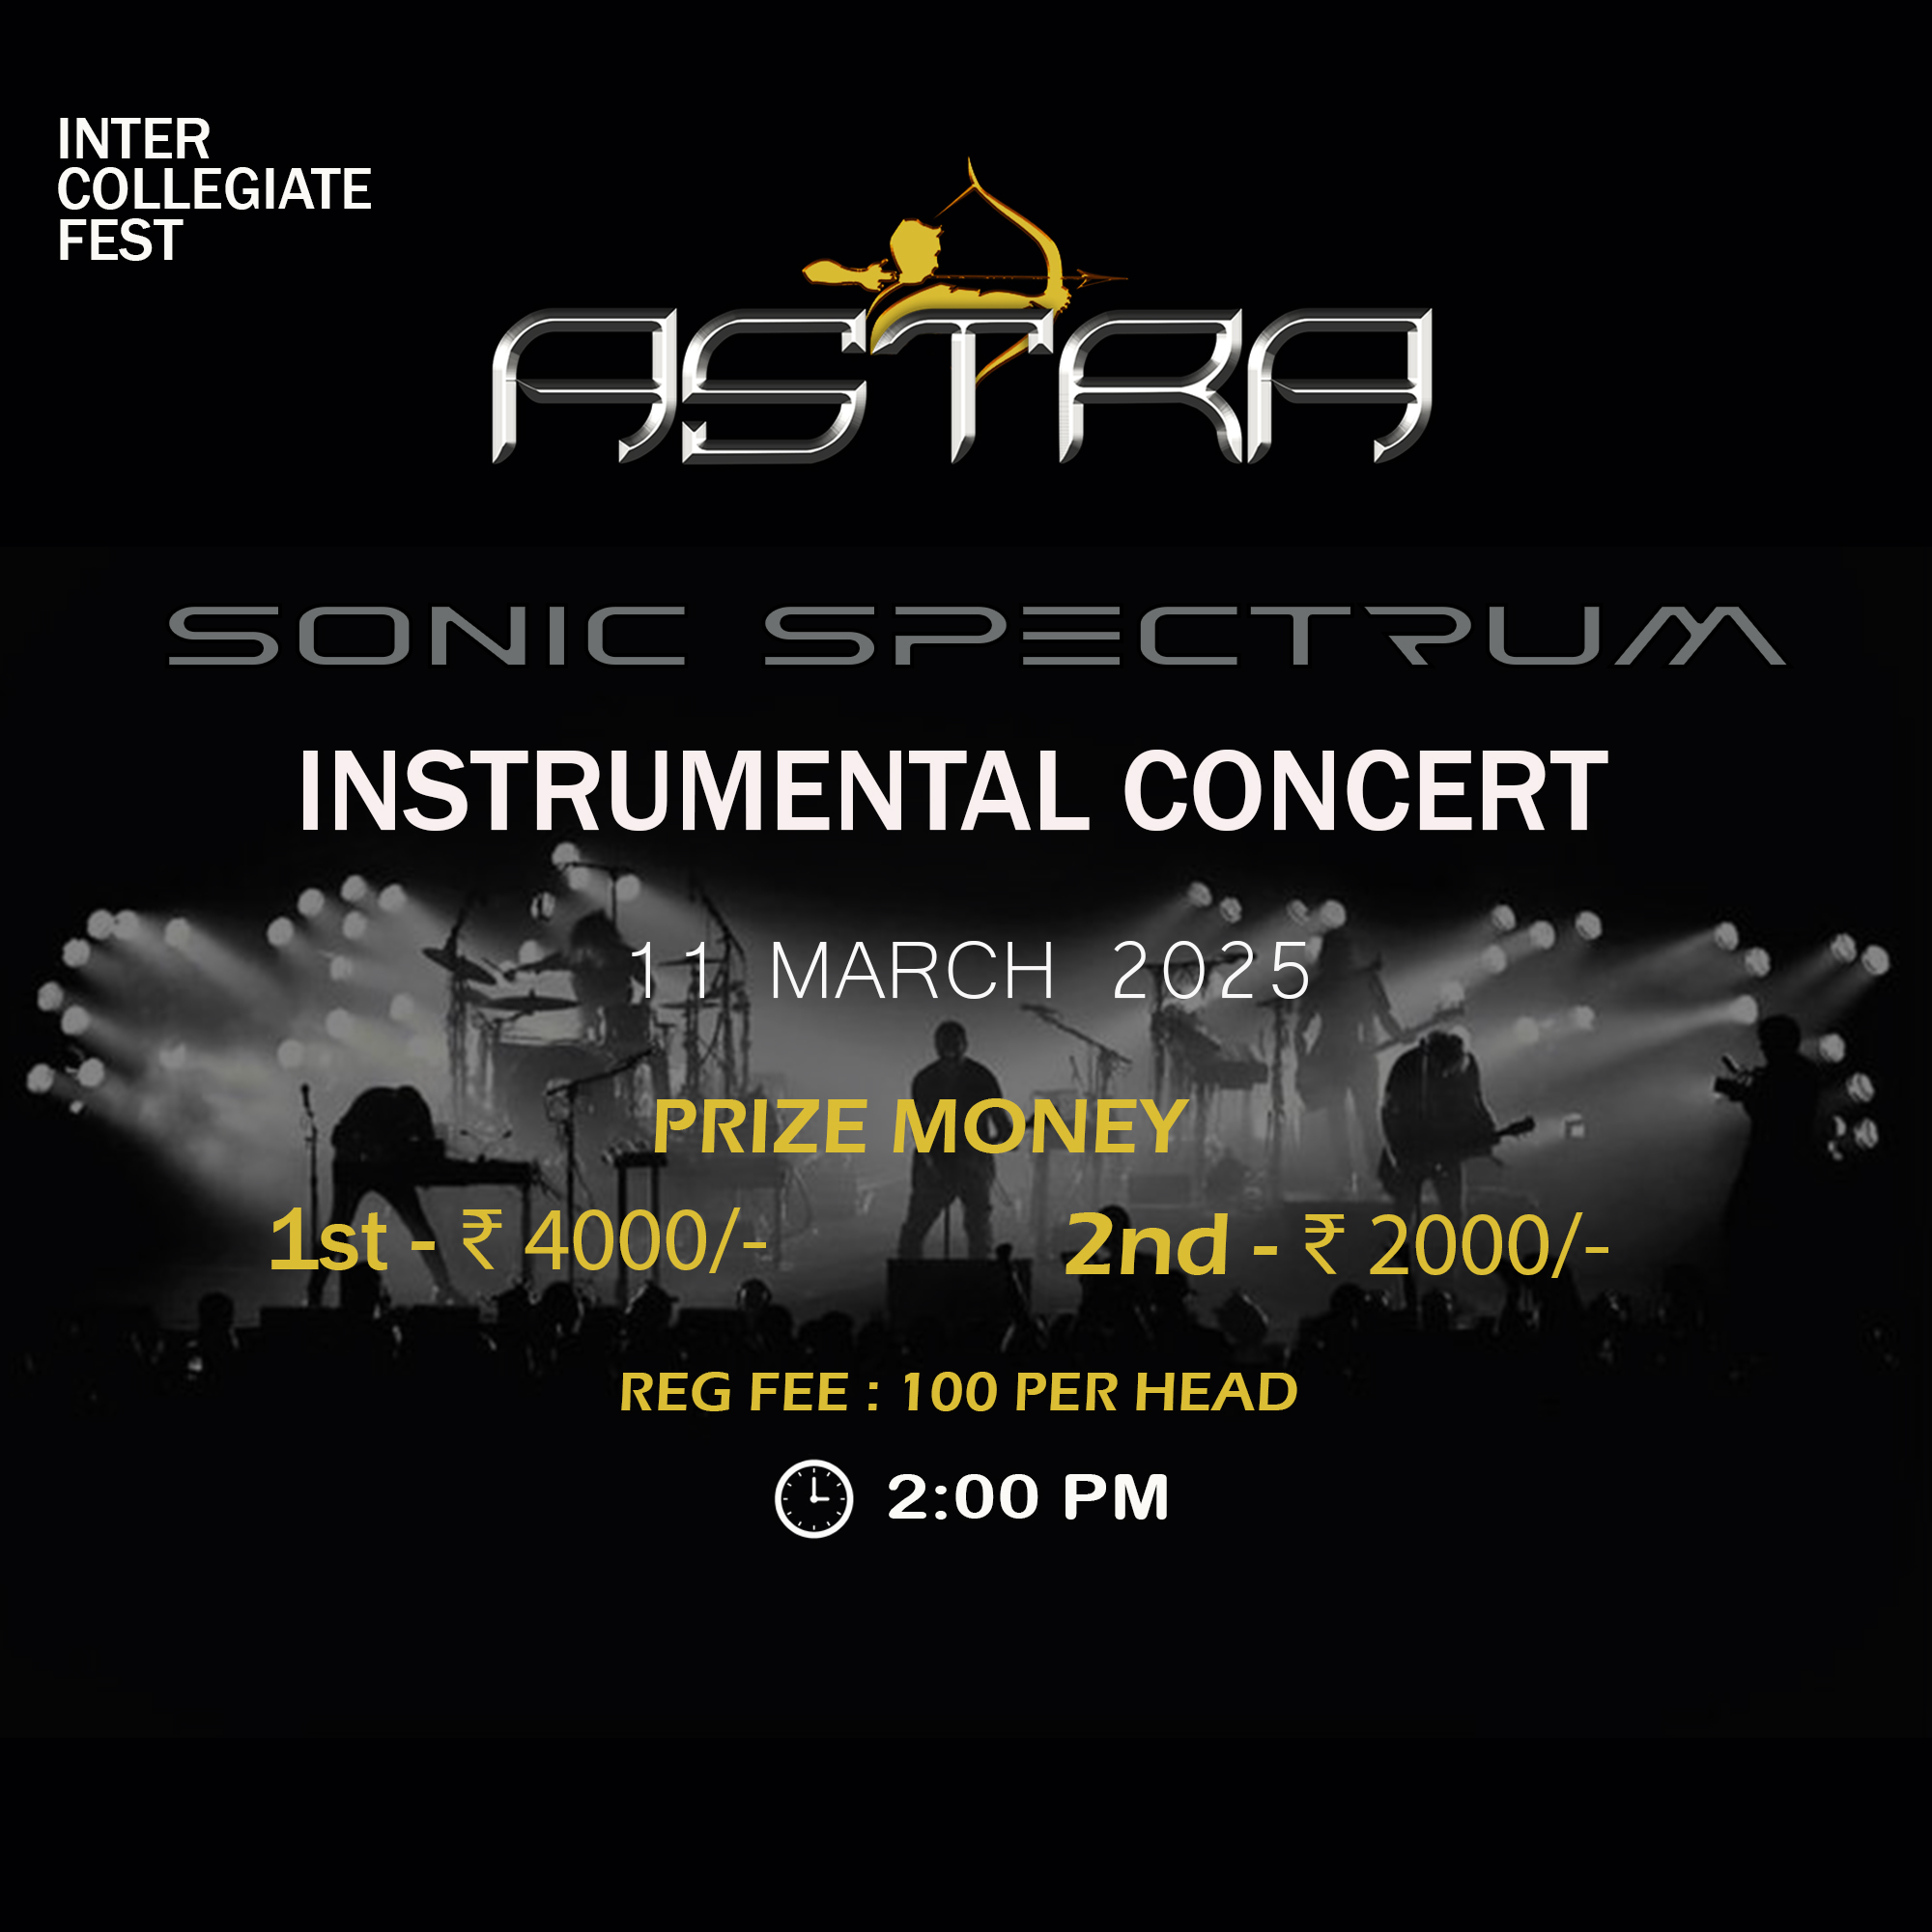 INTER
COLLEGIATE
FEST
ASTRA
SONIC SPECTRUM
INSTRUMENTAL CONCERT
11 MARCH 2025
PRIZE MONEY
1st - ₹ 4000/- 2nd - ₹ 2000/-
REG FEE : 100 PER HEAD
2:00 PM